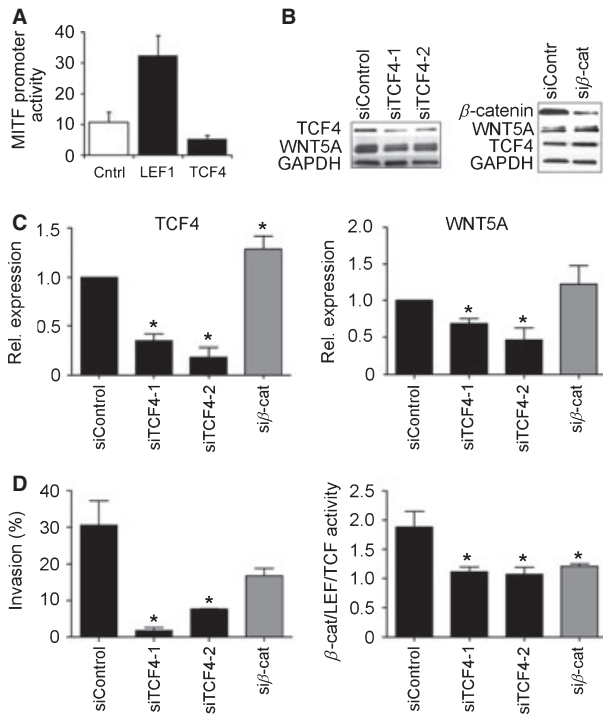 A
MITF promoter
activity
40
30
20
10
0
Cntrl LEF1 TCF4
B
siControl
siTCF4-1
siTCF4-2
TCF4
WNT5A
GAPDH
siContr
siβ-cat
β-catenin
WNT5A
TCF4
GAPDH
C
TCF4
Rel. expression
1.5
1.0
0.5
0
* * *
siControl
siTCF4-1
siTCF4-2
siβ-cat
WNT5A
Rel. expression
2.0
1.5
1.0
0.5
0
* *
siControl
siTCF4-1
siTCF4-2
siβ-cat
D
Invasion (%)
40
30
20
10
0
* *
siControl
siTCF4-1
siTCF4-2
siβ-cat
β-cat/LEF/TCF activity
2.5
2.0
1.5
1.0
0.5
0
* * *
siControl
siTCF4-1
siTCF4-2
siβ-cat